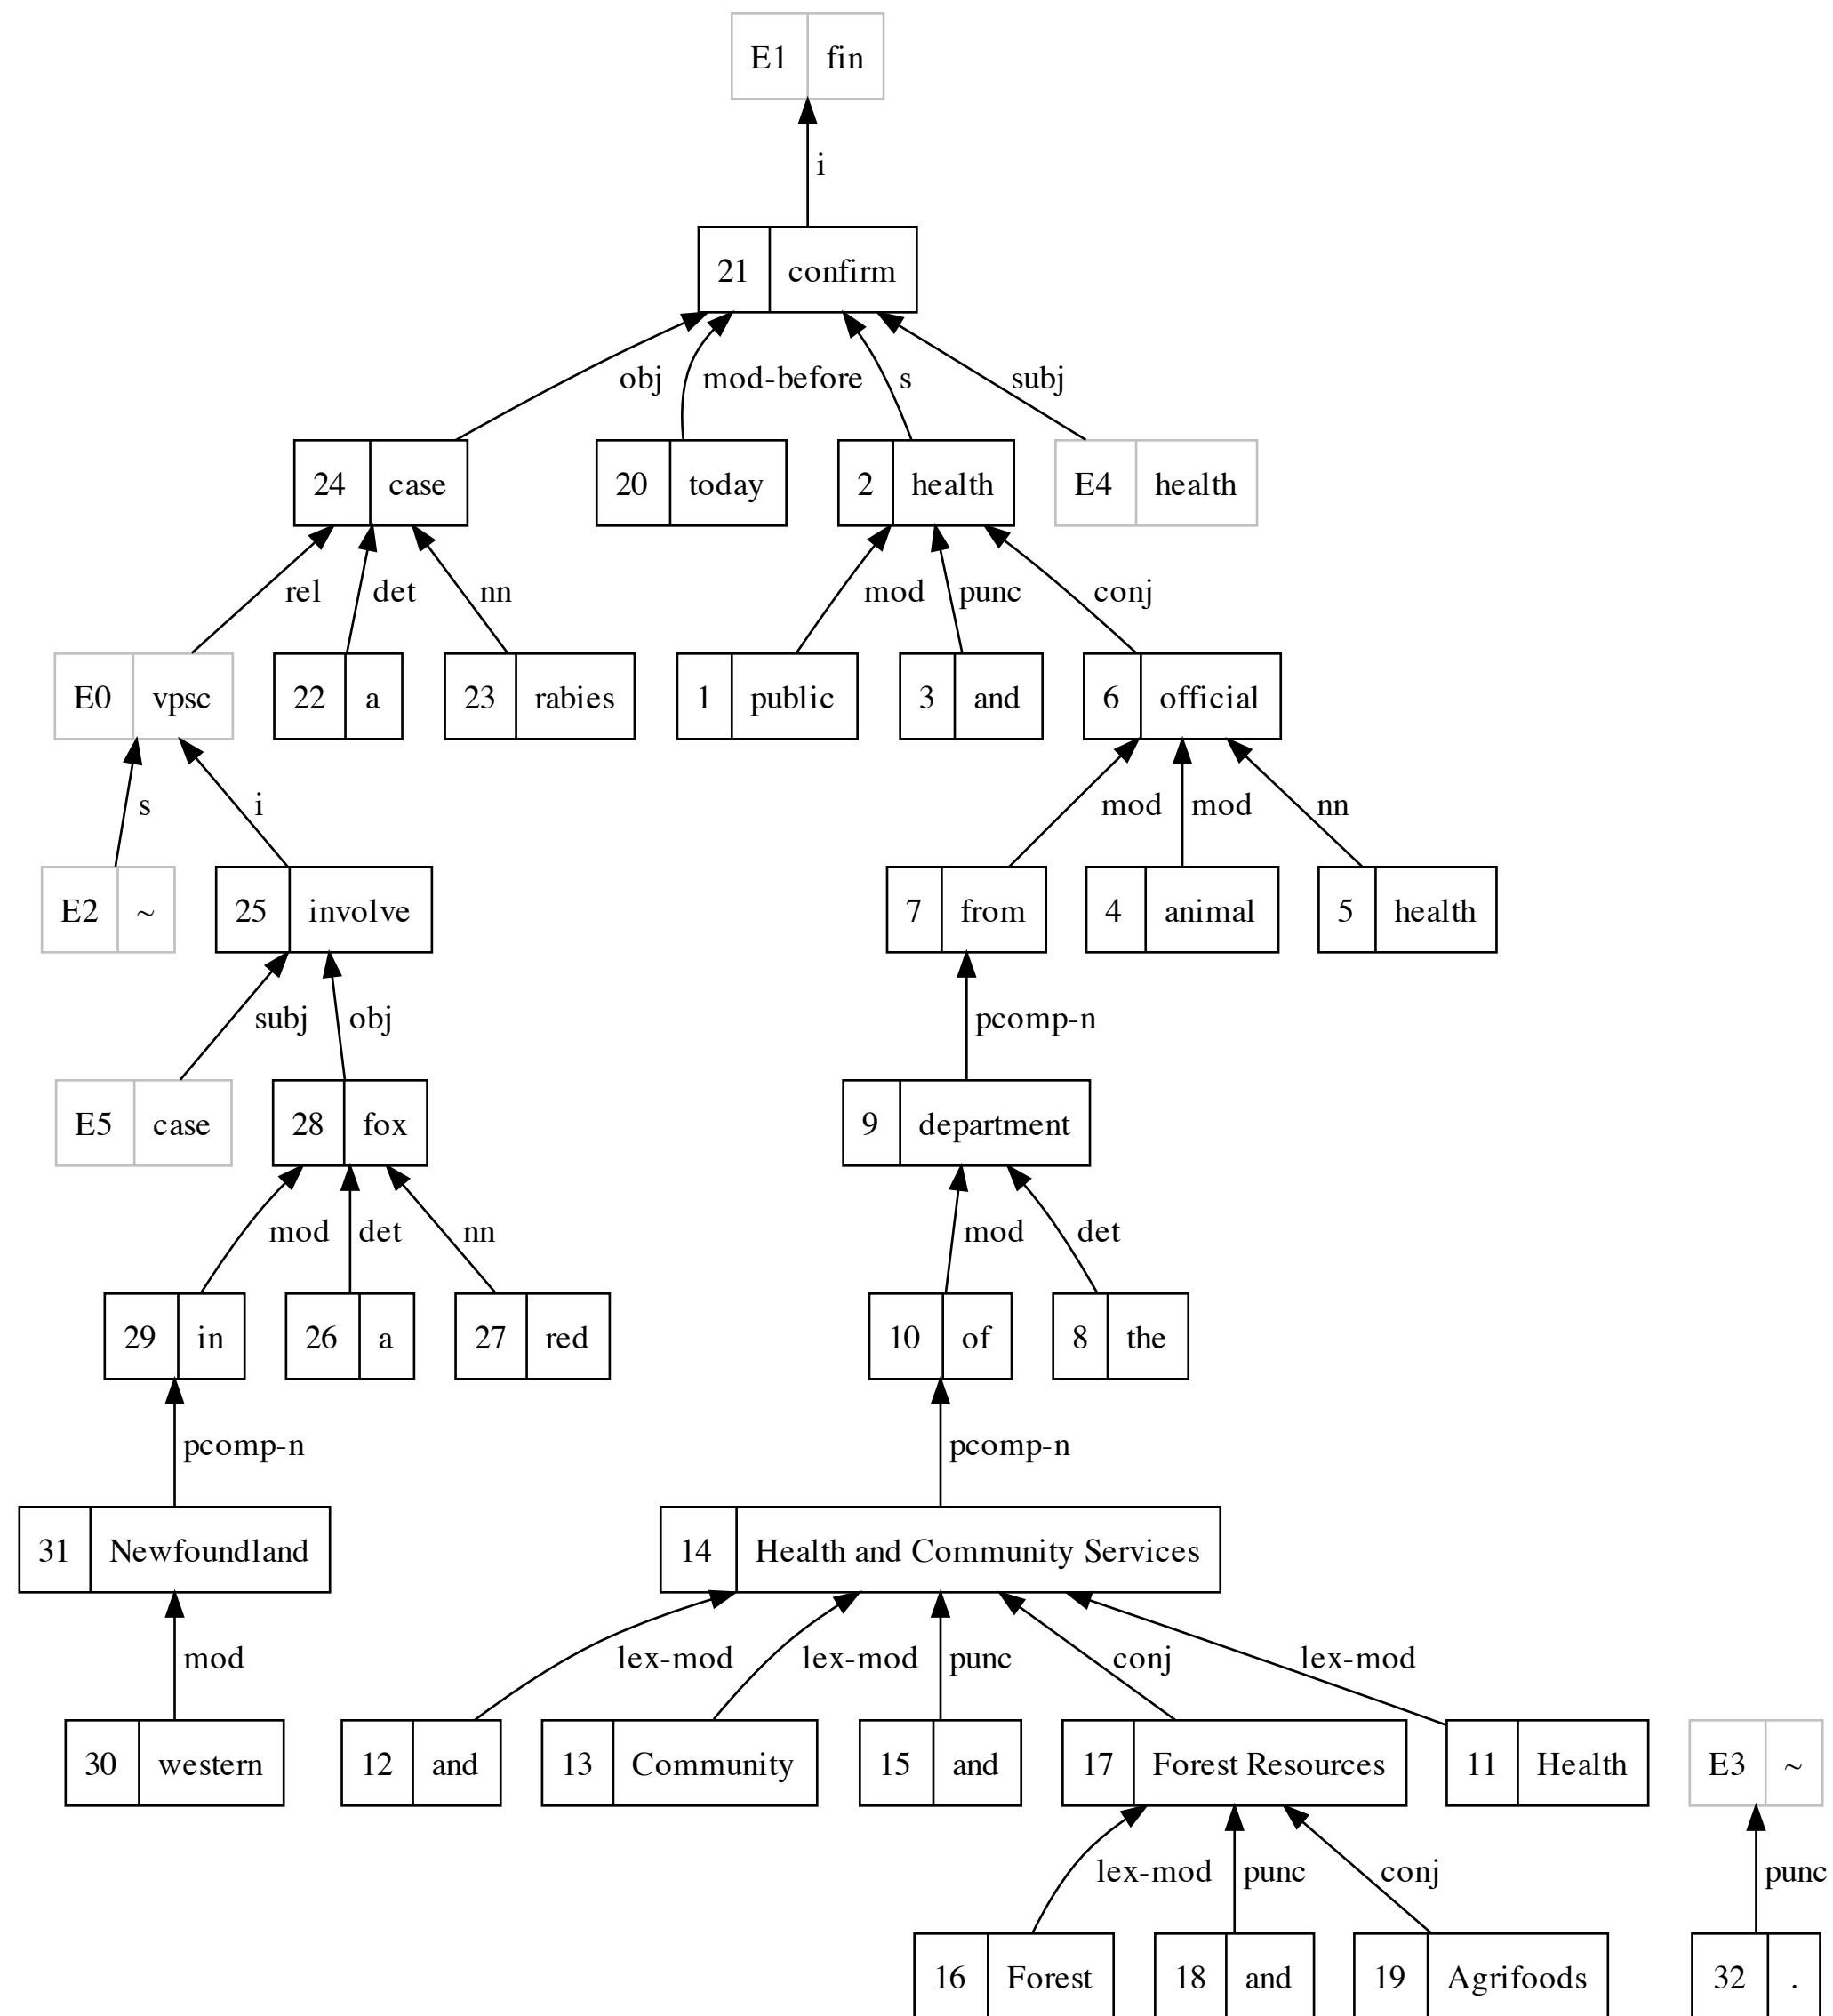 E1 fin
i
21 confirm
obj mod-before s subj
24 case 20 today 2 health E4 health
rel det nn mod punc conj
E0 vpsc 22 a 23 rabies 1 public 3 and 6 official
s i mod mod nn
E2 ~ 25 involve 7 from 4 animal 5 health
subj obj pcomp-n
E5 case 28 fox 9 department
mod det nn mod det
29 in 26 a 27 red 10 of 8 the
pcomp-n pcomp-n
31 Newfoundland 14 Health and Community Services
mod lex-mod lex-mod punc conj lex-mod
30 western 12 and 13 Community 15 and 17 Forest Resources 11 Health E3 ~
lex-mod punc conj punc
16 Forest 18 and 19 Agrifoods 32 .